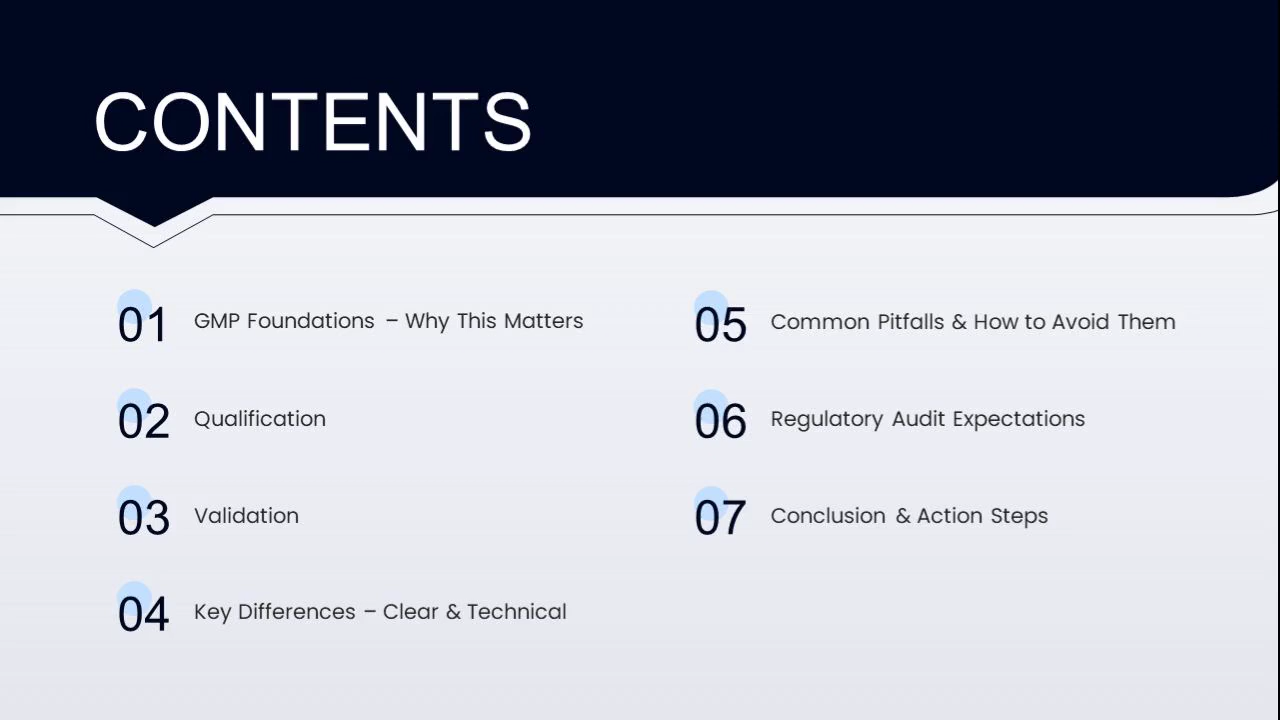 CONTENTS
01 GMP Foundations – Why This Matters
02 Qualification
03 Validation
04 Key Differences – Clear & Technical
05 Common Pitfalls & How to Avoid Them
06 Regulatory Audit Expectations
07 Conclusion & Action Steps